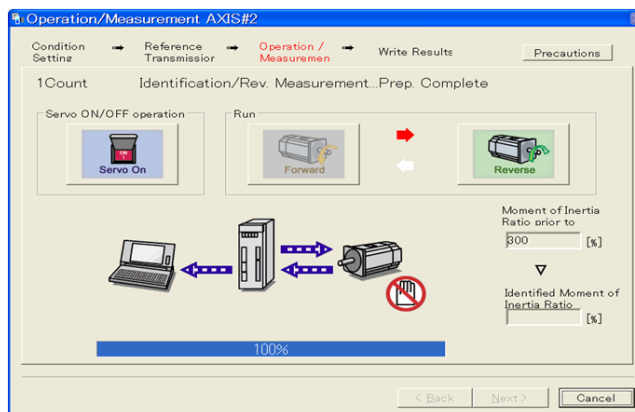 Operation/Measurement AXIS#2
Condition Setting
Reference Transmissior
Operation / Measuremen
Write Results
Precautions
1Count Identification/Rev. Measurement...Prep. Complete
Servo ON/OFF operation
Run
Servo On
Forward
Reverse
Moment of Inertia
Ratio prior to
300 [%]
Identified Moment of
Inertia Ratio
[%]
100%
< Back
Next >
Cancel